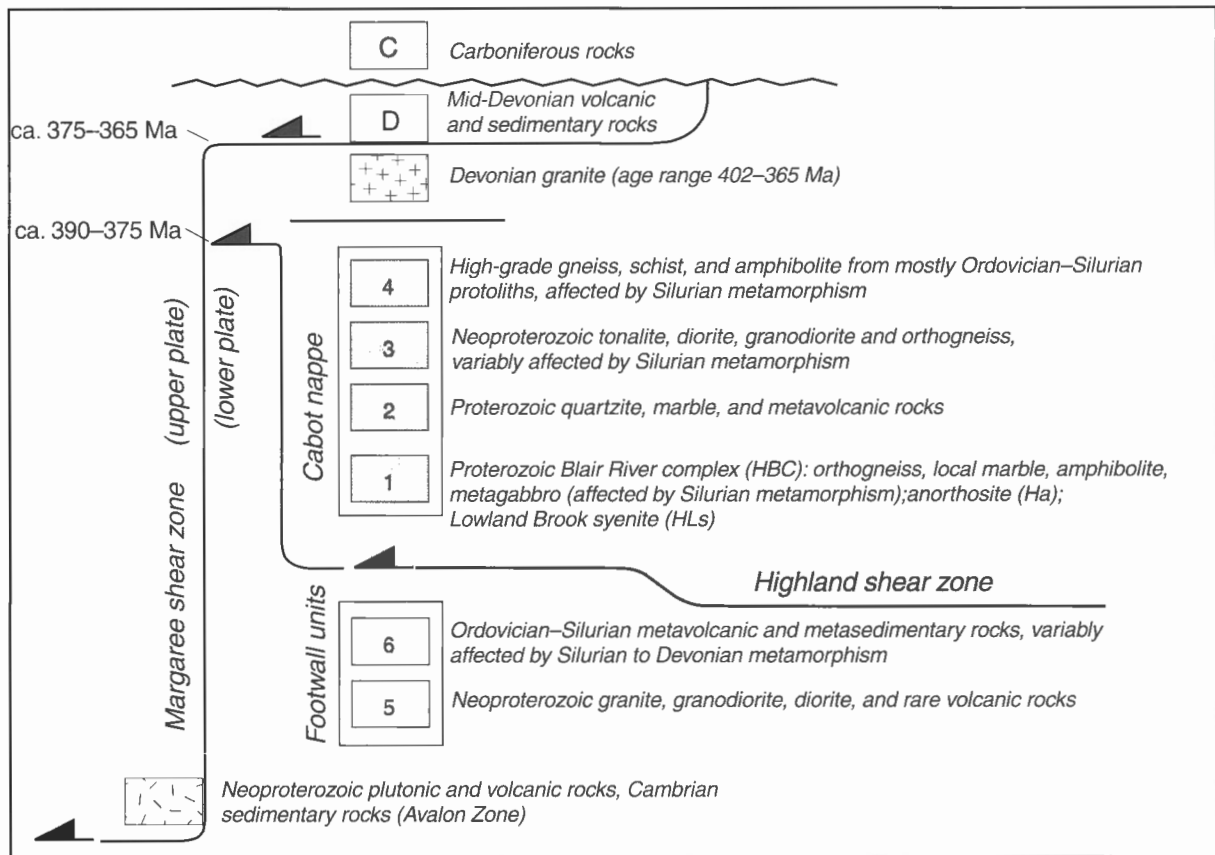 C
Carboniferous rocks
D
Mid-Devonian volcanic
and sedimentary rocks
ca. 375–365 Ma
Devonian granite (age range 402–365 Ma)
ca. 390–375 Ma
Margaree shear zone (upper plate)
(lower plate)
Cabot nappe
4
High-grade gneiss, schist, and amphibolite from mostly Ordovician–Silurian
protoliths, affected by Silurian metamorphism
3
Neoproterozoic tonalite, diorite, granodiorite and orthogneiss,
variably affected by Silurian metamorphism
2
Proterozoic quartzite, marble, and metavolcanic rocks
1
Proterozoic Blair River complex (HBC): orthogneiss, local marble, amphibolite,
metagabbro (affected by Silurian metamorphism);anorthosite (Ha);
Lowland Brook syenite (HLs)
Highland shear zone
Footwall units
6
Ordovician–Silurian metavolcanic and metasedimentary rocks, variably
affected by Silurian to Devonian metamorphism
5
Neoproterozoic granite, granodiorite, diorite, and rare volcanic rocks
Neoproterozoic plutonic and volcanic rocks, Cambrian
sedimentary rocks (Avalon Zone)